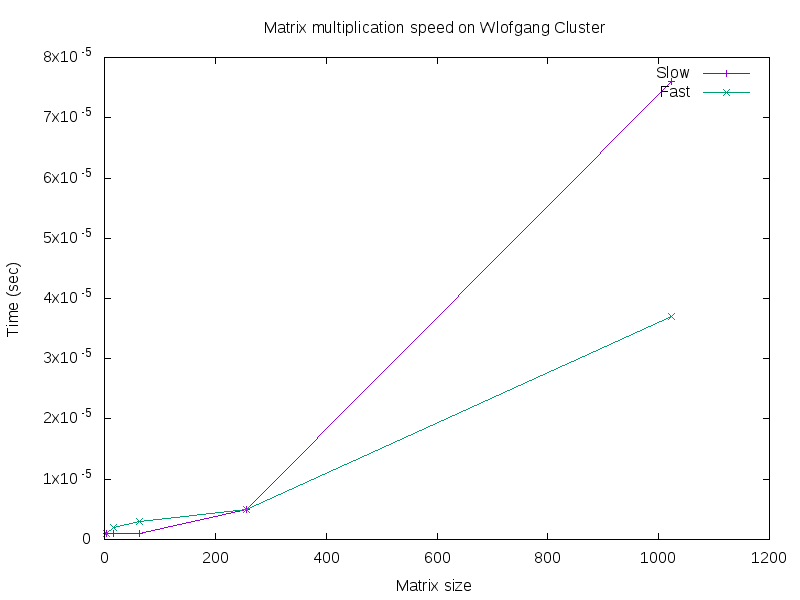 Matrix multiplication speed on Wlofgang Cluster
8x10^-5
7x10^-5
6x10^-5
5x10^-5
4x10^-5
3x10^-5
2x10^-5
1x10^-5
0
Time (sec)
Slow
Fast
0 200 400 600 800 1000 1200
Matrix size